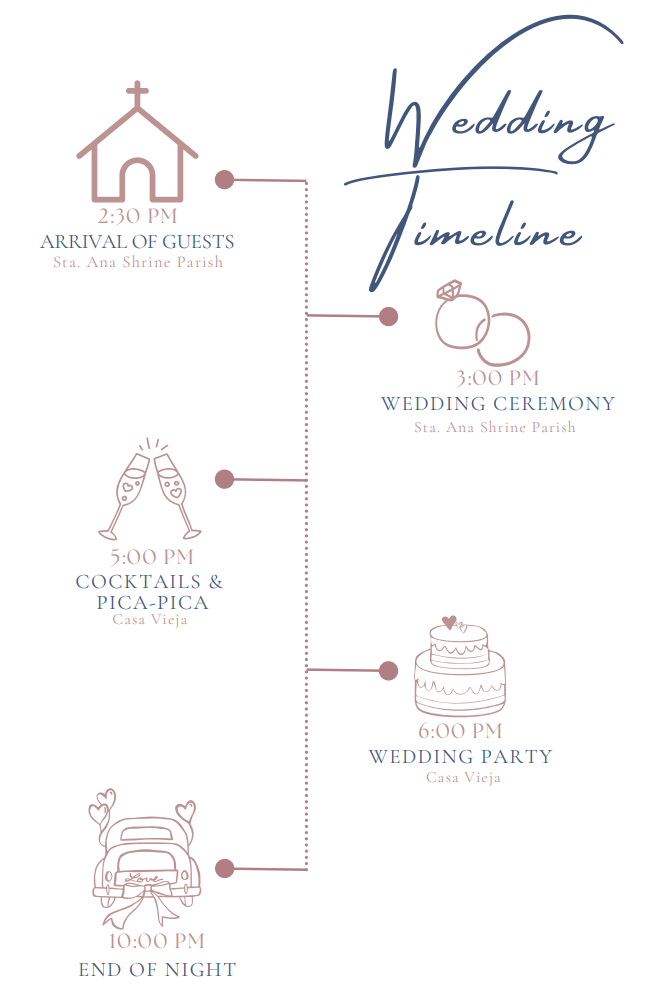 Wedding
Timeline
2:30 PM
ARRIVAL OF GUESTS
Sta. Ana Shrine Parish
3:00 PM
WEDDING CEREMONY
Sta. Ana Shrine Parish
5:00 PM
COCKTAILS &
PICA-PICA
Casa Vieja
6:00 PM
WEDDING PARTY
Casa Vieja
Love
10:00 PM
END OF NIGHT